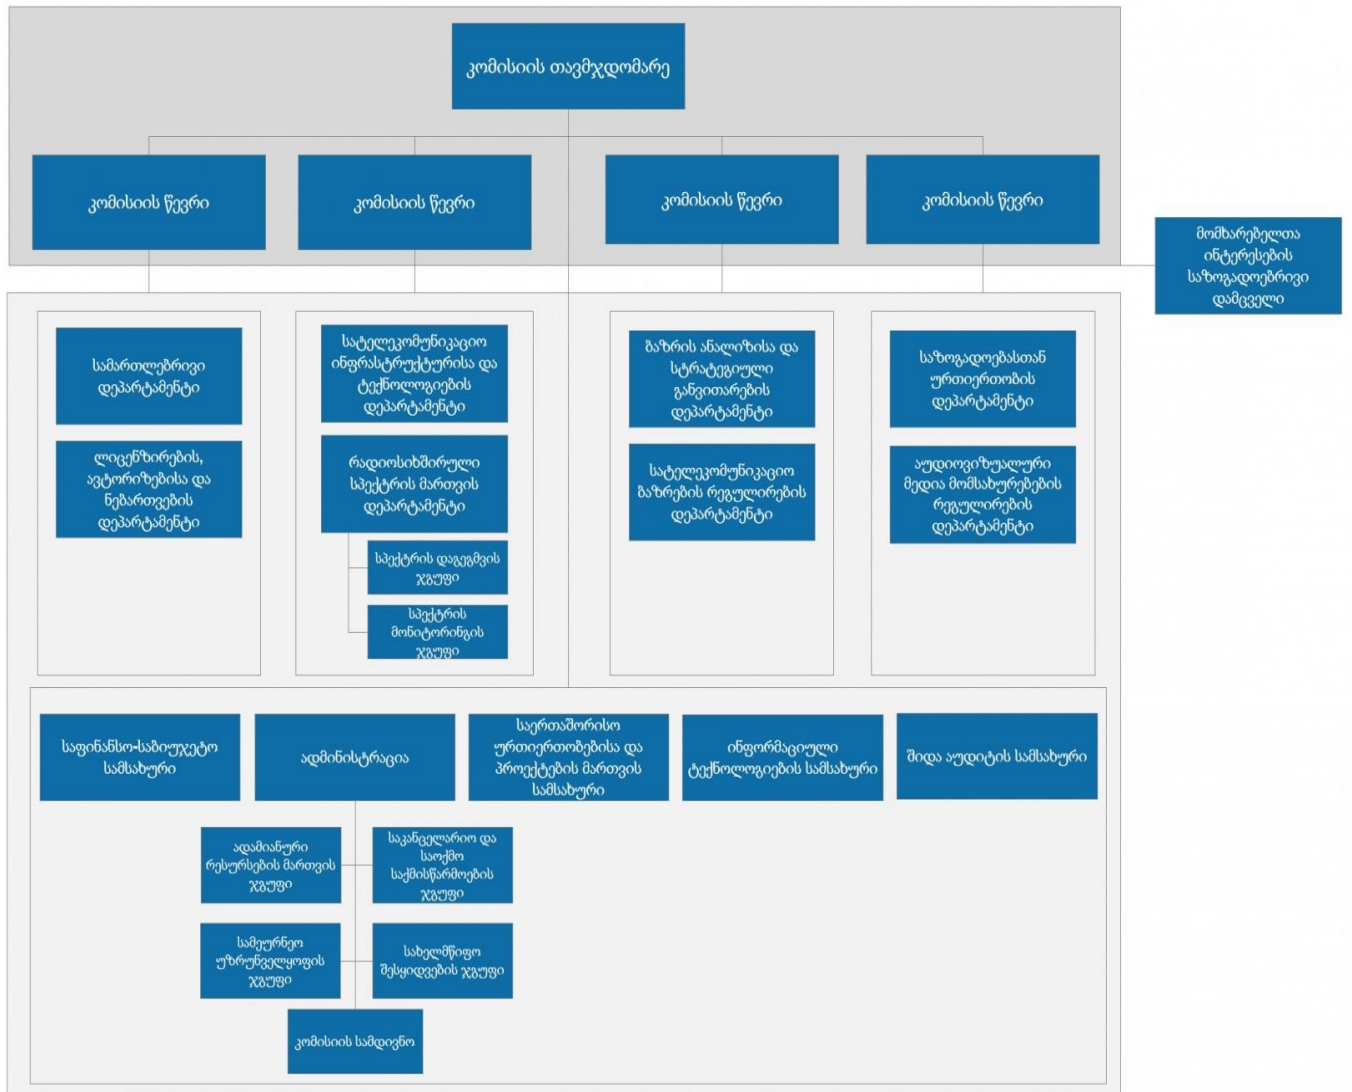 კომისიის თავმჯდომარე
კომისიის წევრი
კომისიის წევრი
კომისიის წევრი
კომისიის წევრი
მომხარებელთა
ინტერესების
საზოგადოებრივი
დამცველი
სამართლებრივი
დეპარტამენტი
ლიცენზირების,
ავტორიზებისა და
ნებართვების
დეპარტამენტი
სატელეკომუნიკაციო
ინფრასტრუქტურისა და
ტექნოლოგიების
დეპარტამენტი
რადიოსიხშირული
სპექტრის მართვის
დეპარტამენტი
სპექტრის დაგეგმვის
ჯგუფი
სპექტრის
მონიტორინგის
ჯგუფი
ბაზრის ანალიზისა და
სტრატეგიული
განვითარების
დეპარტამენტი
სატელეკომუნიკაციო
ბაზრების რეგულირების
დეპარტამენტი
საზოგადოებასთან
ურთიერთობის
დეპარტამენტი
აუდიოვიზუალური
მედია მომსახურებების
რეგულირების
დეპარტამენტი
საფინანსო-საბიუჯეტო
სამსახური
ადმინისტრაცია
საერთაშორისო
ურთიერთობებისა და
პროექტების მართვის
სამსახური
ინფორმაციული
ტექნოლოგიების სამსახური
შიდა აუდიტის სამსახური
ადამიანური
რესურსების მართვის
ჯგუფი
საკანცელარიო და
საოქმო
საქმისწარმოების
ჯგუფი
სამეურნეო
უზრუნველყოფის
ჯგუფი
სახელმწიფო
შესყიდვების ჯგუფი
კომისიის სამდივნო